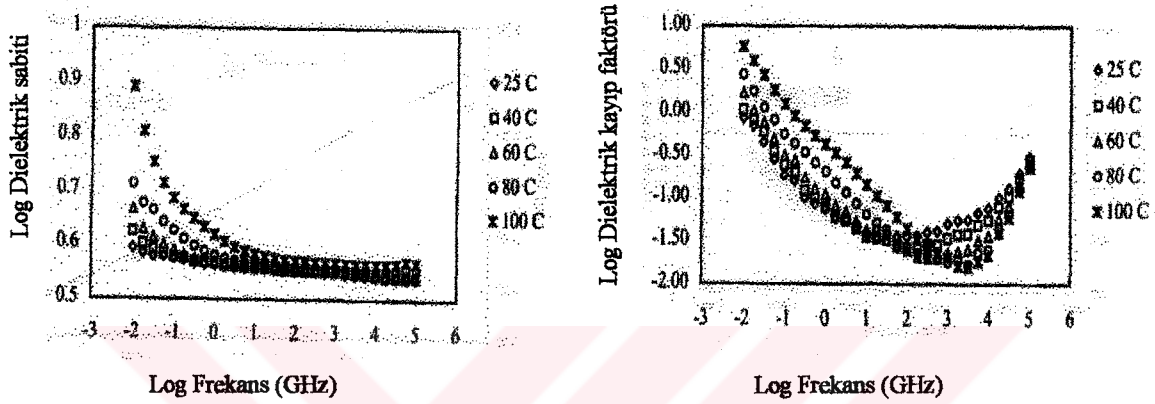 Log Dielektrik sabiti
1
0.9
0.8
0.7
0.6
0.5
-3 -2 -1 0 1 2 3 4 5 6
Log Frekans (GHz)
25 C
40 C
60 C
80 C
100 C
Log Dielektrik kayıp faktörü
1.00
0.50
0.00
-0.50
-1.00
-1.50
-2.00
-3 -2 -1 0 1 2 3 4 5 6
Log Frekans (GHz)
25 C
40 C
60 C
80 C
100 C